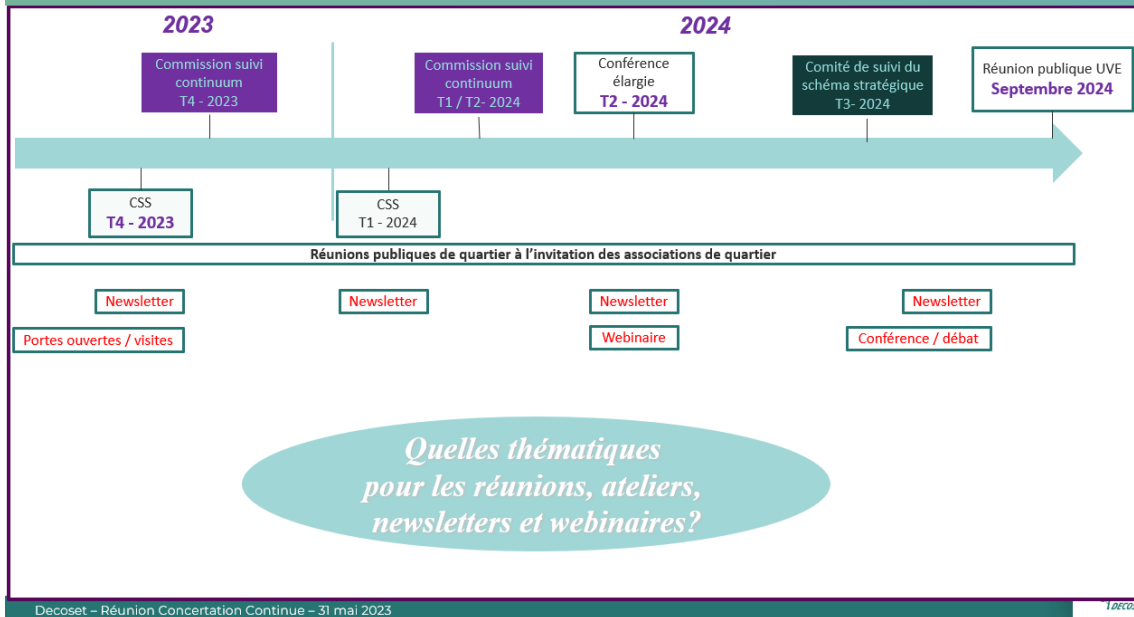 2023
2024
Commission suivi
continuum
T4 - 2023
Commission suivi
continuum
T1 / T2- 2024
Conférence
élargie
T2 - 2024
Comité de suivi du
schéma stratégique
T3- 2024
Réunion publique UVE
Septembre 2024
CSS
T4 - 2023
CSS
T1 - 2024
Réunions publiques de quartier à l’invitation des associations de quartier
Newsletter
Newsletter
Newsletter
Newsletter
Portes ouvertes / visites
Webinaire
Conférence / débat
Quelles thématiques
pour les réunions, ateliers,
newsletters et webinaires?
Decoset – Réunion Concertation Continue – 31 mai 2023